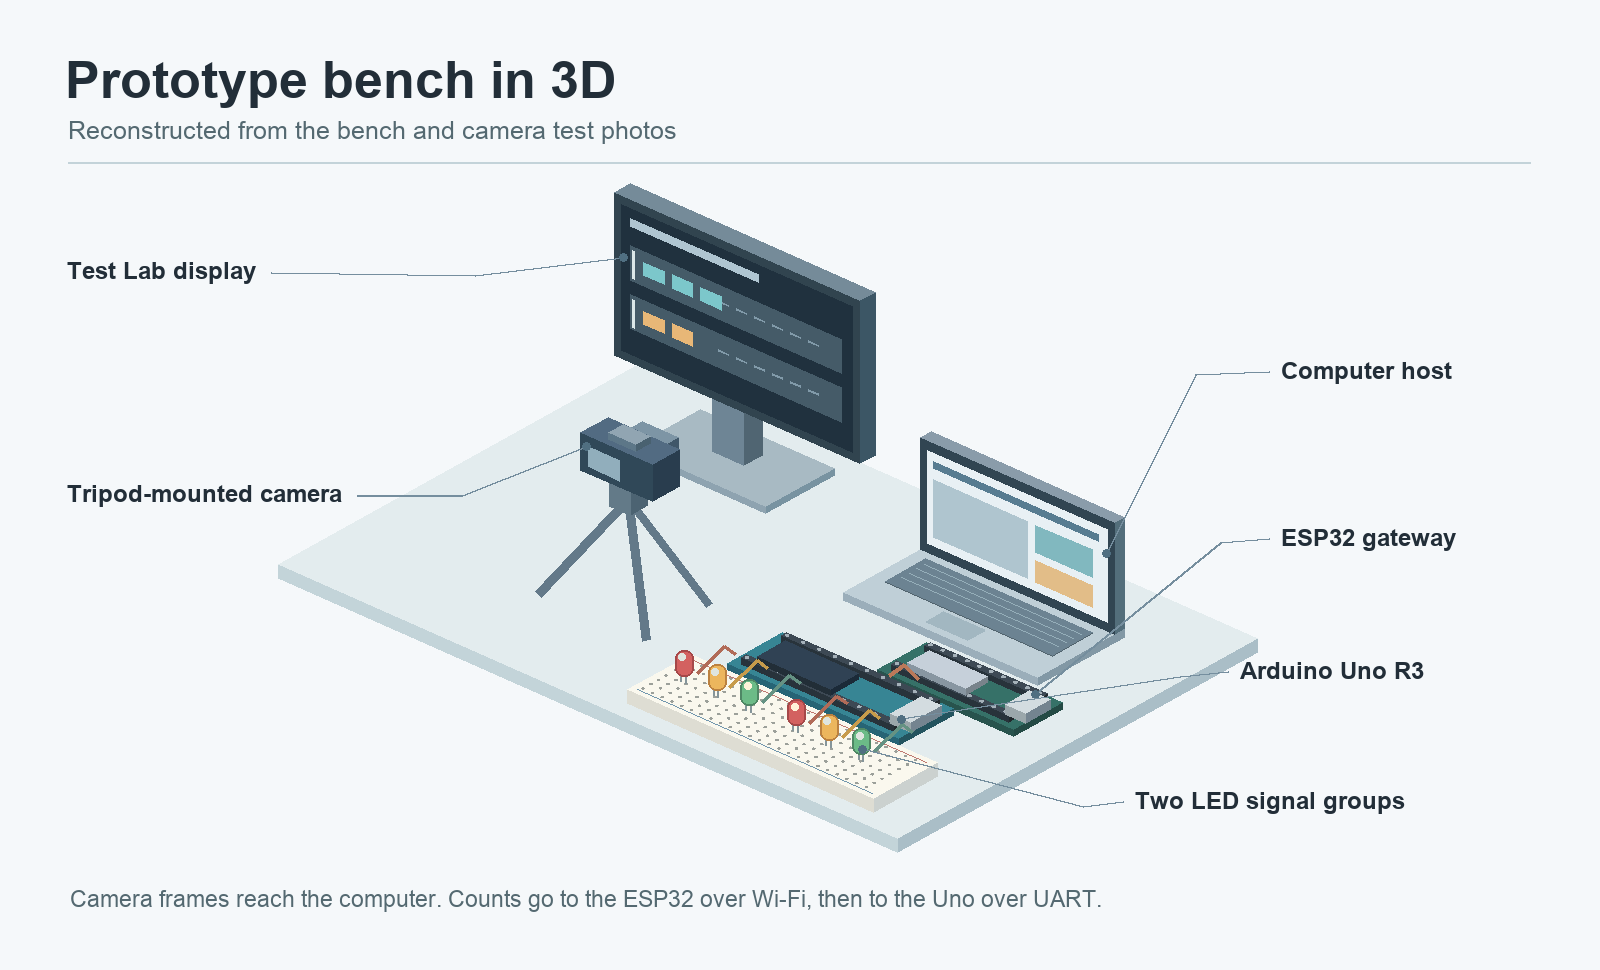 Prototype bench in 3D
Reconstructed from the bench and camera test photos
Test Lab display
Computer host
Tripod-mounted camera
ESP32 gateway
Arduino Uno R3
Two LED signal groups
Camera frames reach the computer. Counts go to the ESP32 over Wi-Fi, then to the Uno over UART.